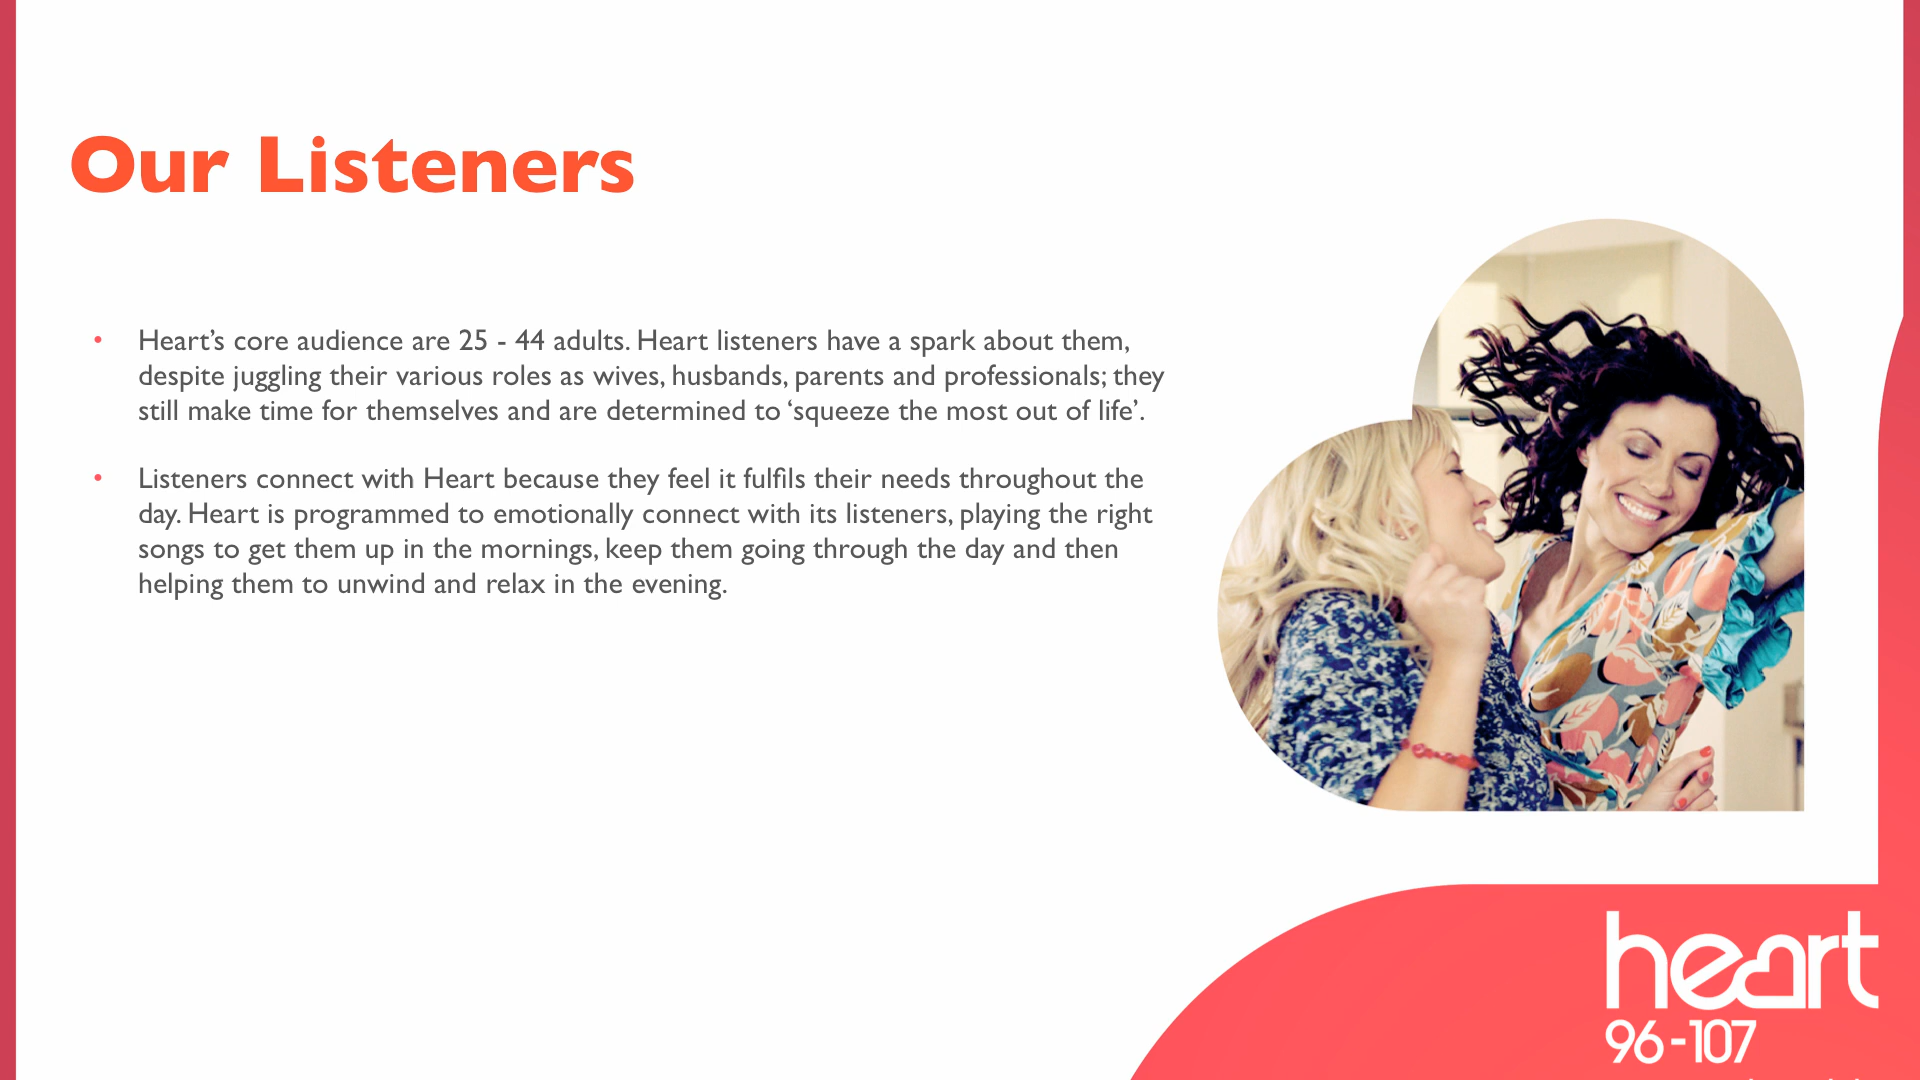 Our Listeners
• Heart’s core audience are 25 - 44 adults. Heart listeners have a spark about them,
despite juggling their various roles as wives, husbands, parents and professionals; they
still make time for themselves and are determined to ‘squeeze the most out of life’.
• Listeners connect with Heart because they feel it fulfils their needs throughout the
day. Heart is programmed to emotionally connect with its listeners, playing the right
songs to get them up in the mornings, keep them going through the day and then
helping them to unwind and relax in the evening.
heart
96-107